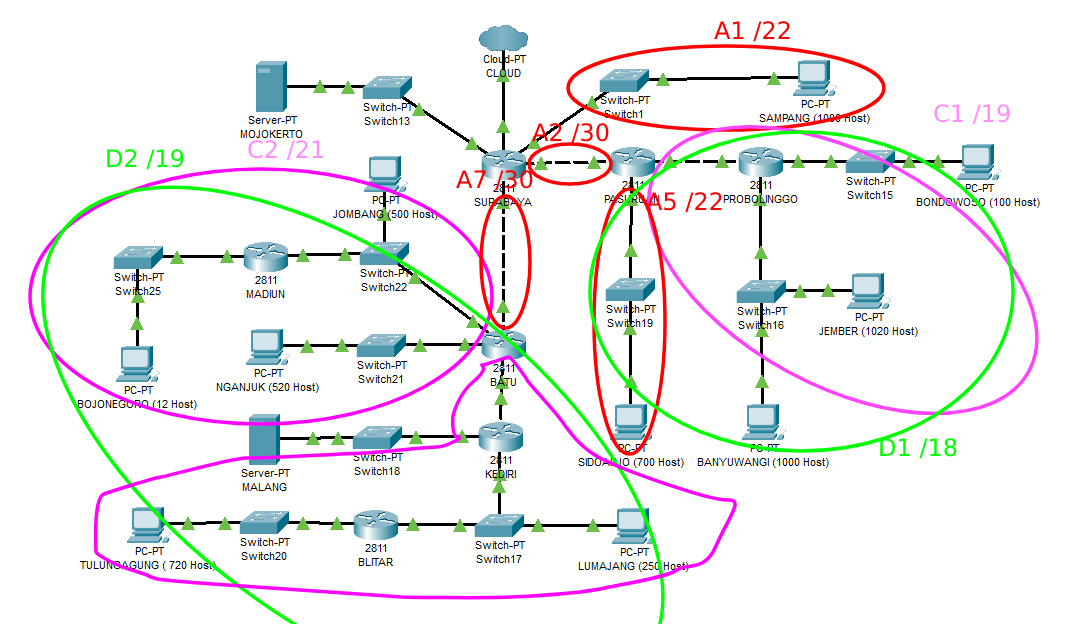 A1 /22
Cloud-PT
CLOUD
Server-PT
MOJOKERTO
Switch-PT
Switch13
Switch-PT
Switch1
PC-PT
SAMPANG (1000 Host)
C1 /19
A2 /30
D2 /19
C2 /21
A7 /30
2811
SURABAYA
2811
PASURUAN
A5 /22
2811
PROBOLINGGO
Switch-PT
Switch15
PC-PT
BONDOWOSO (100 Host)
PC-PT
JOMBANG (500 Host)
Switch-PT
Switch25
2811
MADIUN
Switch-PT
Switch22
Switch-PT
Switch19
Switch-PT
Switch16
PC-PT
JEMBER (1020 Host)
PC-PT
BOJONEGORO (12 Host)
PC-PT
NGANJUK (520 Host)
Switch-PT
Switch21
2811
BATU
Server-PT
MALANG
Switch-PT
Switch18
2811
KEDIRI
PC-PT
SIDOARJO (700 Host)
PC-PT
BANYUWANGI (1000 Host)
D1 /18
PC-PT
TULUNGAGUNG ( 720 Host)
Switch-PT
Switch20
2811
BLITAR
Switch-PT
Switch17
PC-PT
LUMAJANG (250 Host)